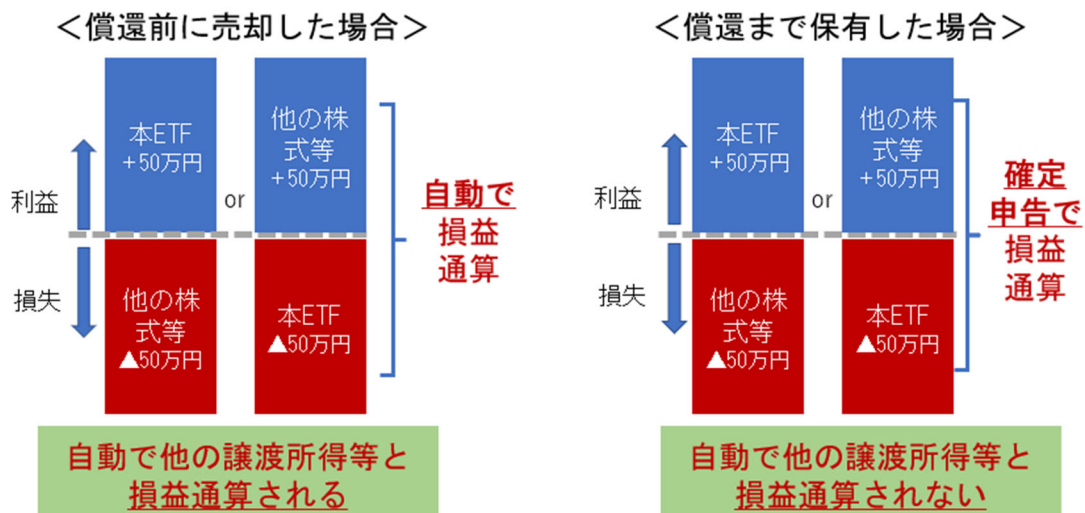 <償還前に売却した場合>
利益
損失
本ETF
+50万円
他の株
式等
▲50万円
or
他の株
式等
+50万円
本ETF
▲50万円
自動で
損益
通算
自動で他の譲渡所得等と
損益通算される
<償還まで保有した場合>
利益
損失
本ETF
+50万円
他の株
式等
▲50万円
or
他の株
式等
+50万円
本ETF
▲50万円
確定
申告で
損益
通算
自動で他の譲渡所得等と
損益通算されない